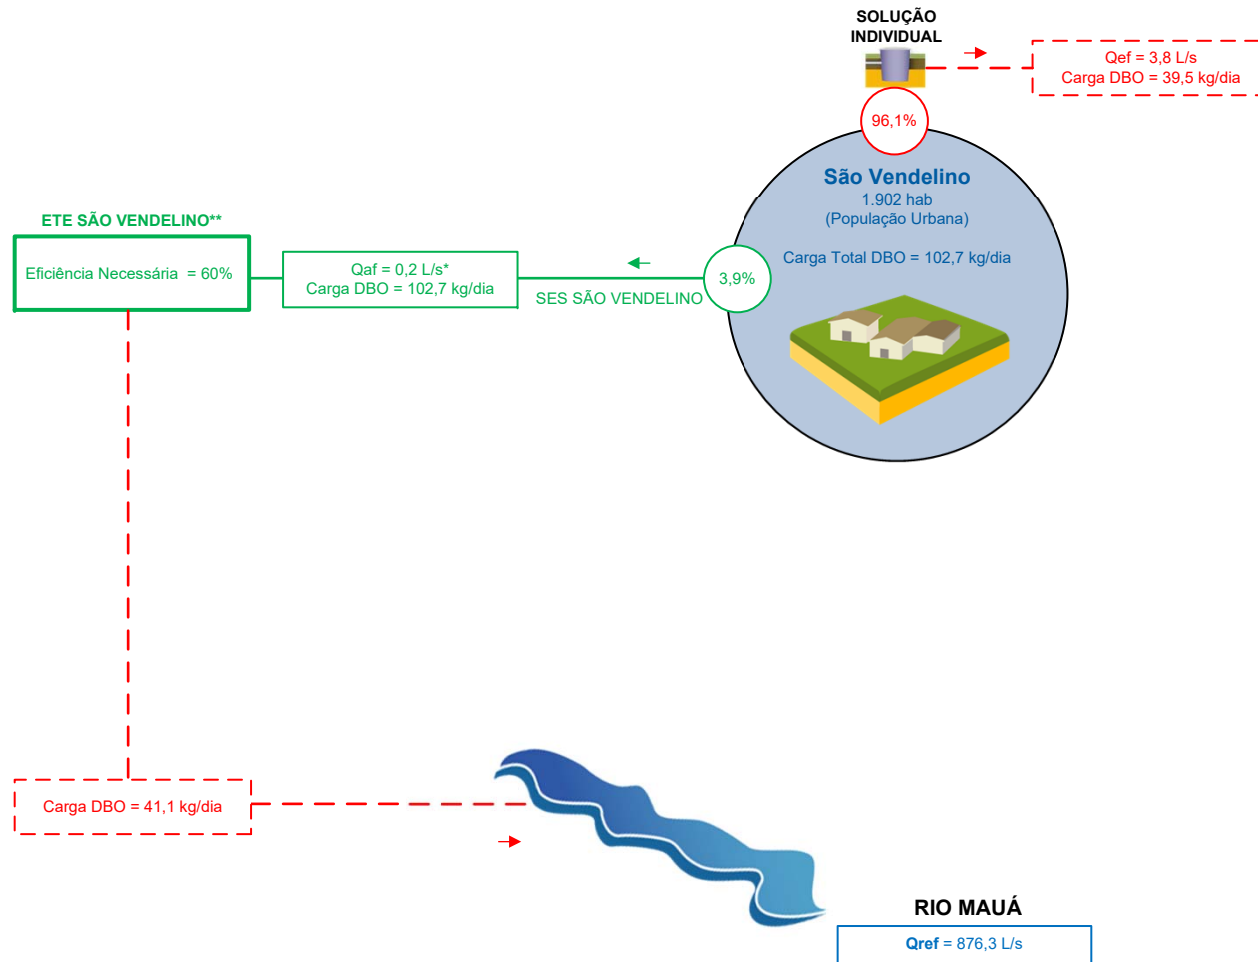 SOLUÇÃO
INDIVIDUAL
Qef = 3,8 L/s
Carga DBO = 39,5 kg/dia
96,1%
São Vendelino
1.902 hab
(População Urbana)
Carga Total DBO = 102,7 kg/dia
ETE SÃO VENDELINO**
Eficiência Necessária = 60%
Qaf = 0,2 L/s*
Carga DBO = 102,7 kg/dia
3,9%
SES SÃO VENDELINO
Carga DBO = 41,1 kg/dia
RIO MAUÁ
Qref = 876,3 L/s